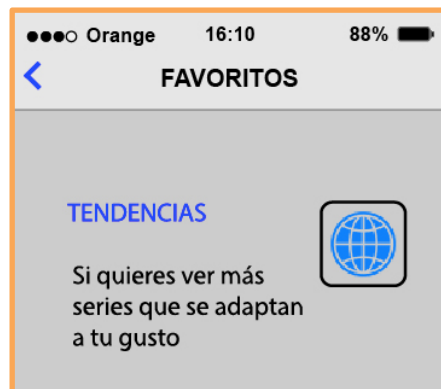 Orange 16:10 88%
FAVORITOS
TENDENCIAS
Si quieres ver más
series que se adaptan
a tu gusto